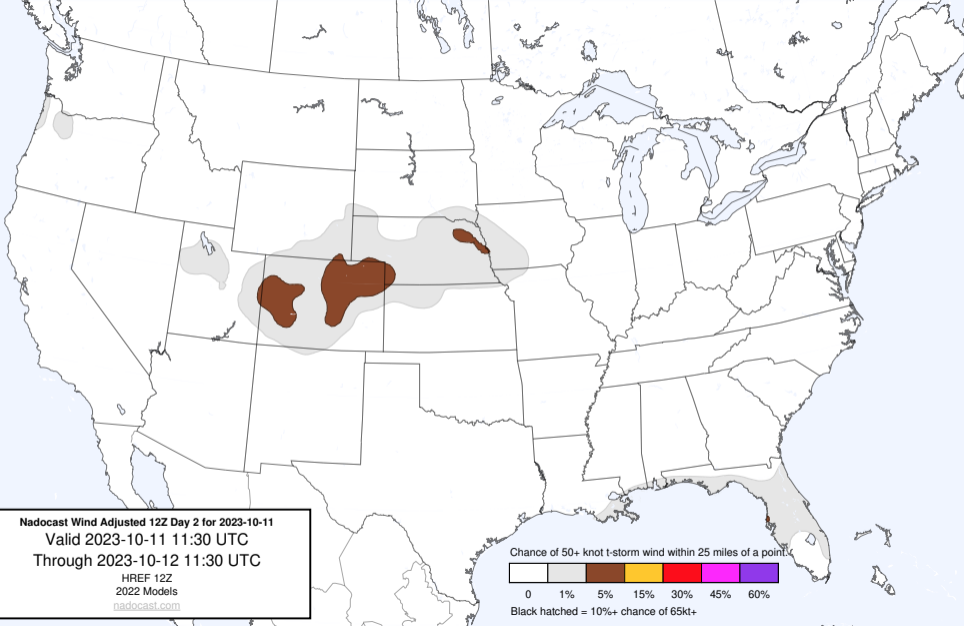 Nadocast Wind Adjusted 12Z Day 2 for 2023-10-11
Valid 2023-10-11 11:30 UTC
Through 2023-10-12 11:30 UTC
HREF 12Z
2022 Models
nadocast.com
Chance of 50+ knot t-storm wind within 25 miles of a point.
0 1% 5% 15% 30% 45% 60%
Black hatched = 10%+ chance of 65kt+